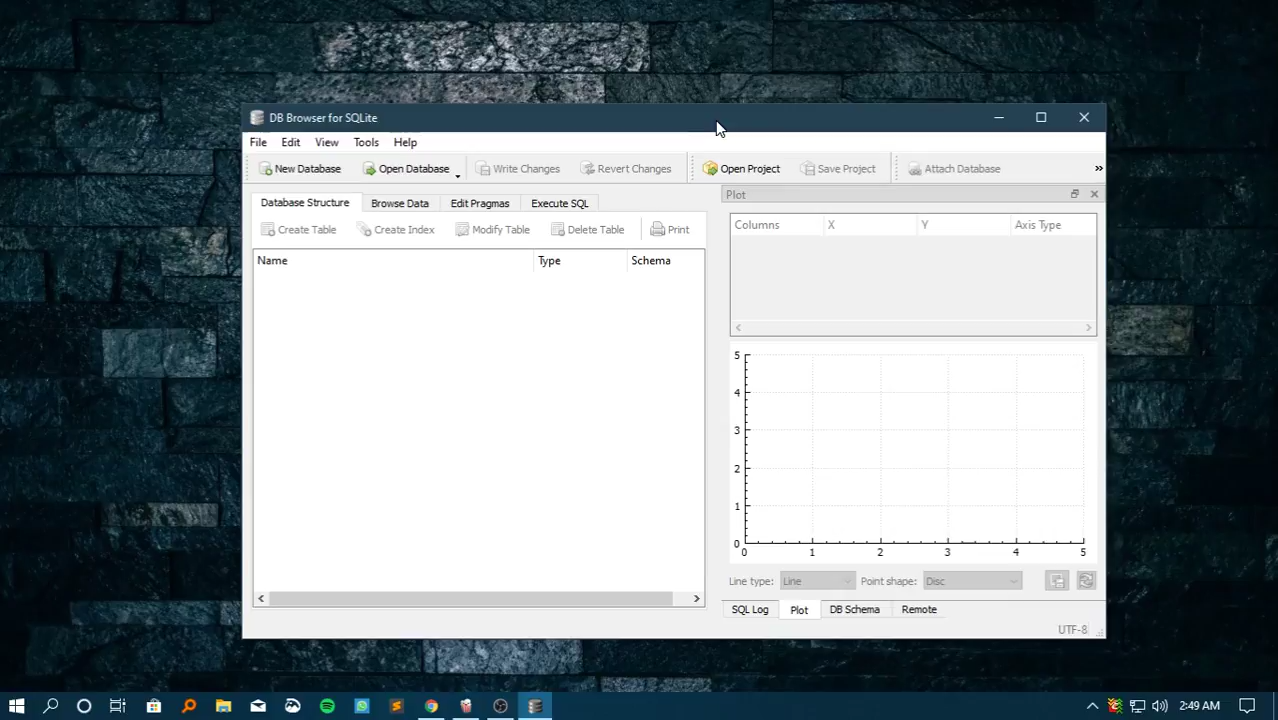 DB Browser for SQLite
File Edit View Tools Help
New Database Open Database Write Changes Revert Changes Open Project Save Project Attach Database »
Database Structure Browse Data Edit Pragmas Execute SQL
Plot
Create Table Create Index Modify Table Delete Table Print
Columns X Y Axis Type
Name Type Schema
5
4
3
2
1
0
0 1 2 3 4 5
Line type: Line Point shape: Disc
SQL Log Plot DB Schema Remote
UTF-8
2:49 AM